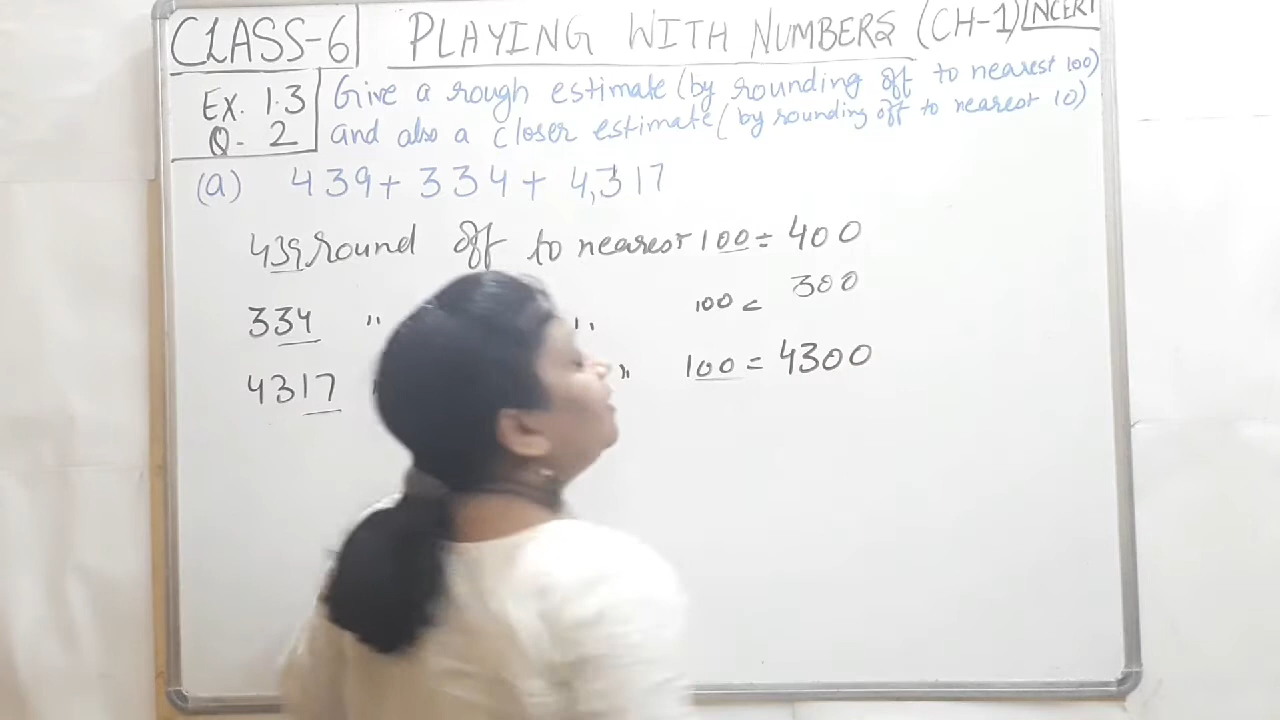 CLASS-6 PLAYING WITH NUMBERS (CH-1) NCERT
EX. 1.3 Give a rough estimate (by rounding off to nearest 100)
Q- 2 and also a closer estimate (by rounding off to nearest 10)
(a) 439 + 334 + 4,317
439 round off to nearest 100 = 400
334 " " 100 = 300
4317 " 100 = 4300